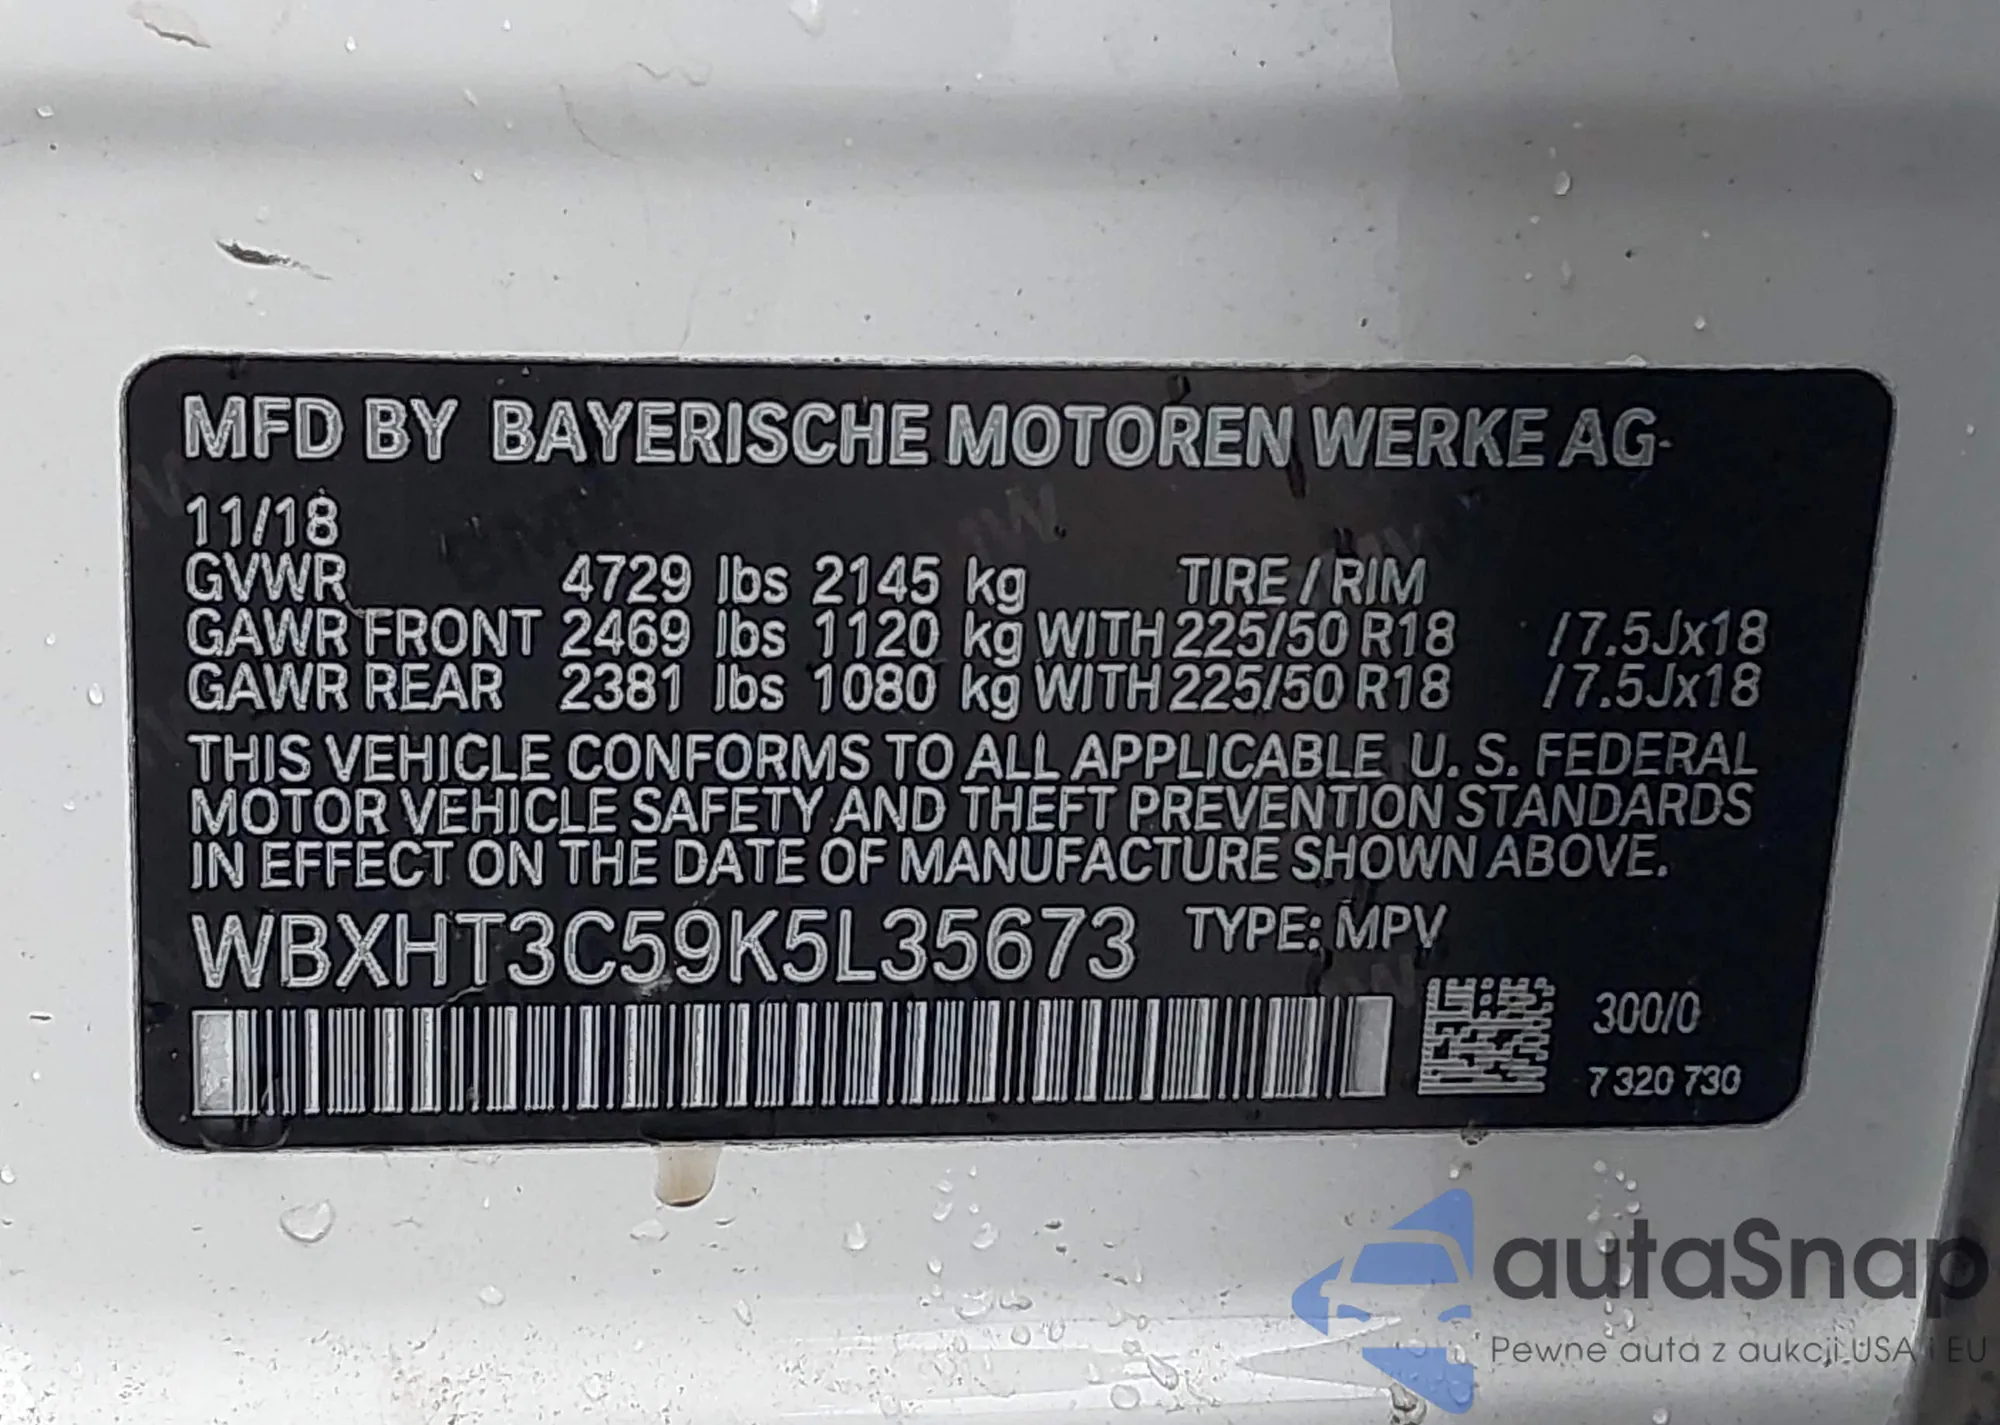 MFD BY BAYERISCHE MOTOREN WERKE AG
11/18
GVWR 4729 lbs 2145 kg TIRE / RIM
GAWR FRONT 2469 lbs 1120 kg WITH 225/50 R18 /7.5Jx18
GAWR REAR 2381 lbs 1080 kg WITH 225/50 R18 /7.5Jx18
THIS VEHICLE CONFORMS TO ALL APPLICABLE U. S. FEDERAL
MOTOR VEHICLE SAFETY AND THEFT PREVENTION STANDARDS
IN EFFECT ON THE DATE OF MANUFACTURE SHOWN ABOVE.
WBXHT3C59K5L35673 TYPE: MPV
300/0
7 320 730
autaSnap
Pewne auta z aukcji USA i EU